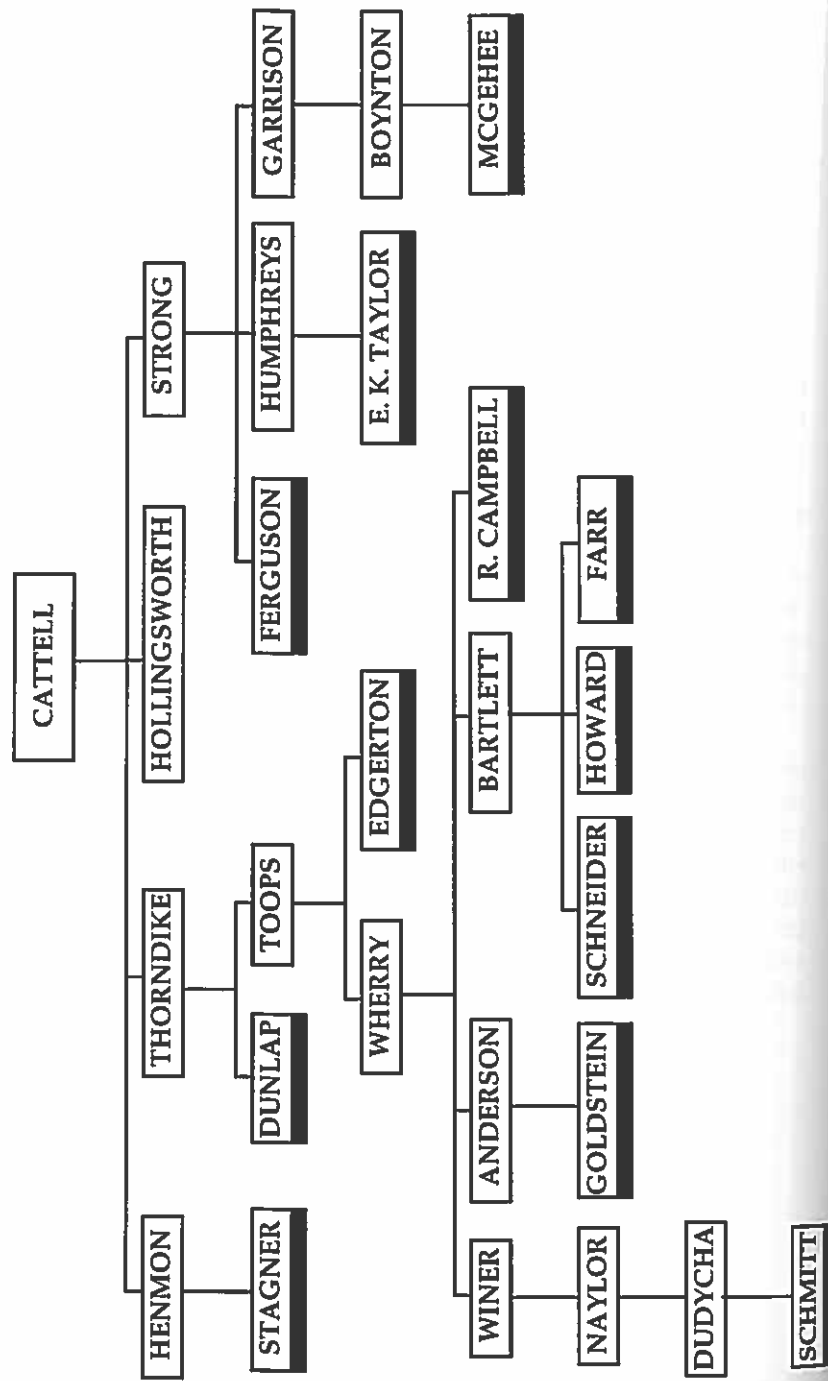 CATTELL
HENMON THORNDIKE HOLLINGSWORTH STRONG
STAGNER DUNLAP TOOPS FERGUSON HUMPHREYS GARRISON
WHERRY EDGERTON E. K. TAYLOR BOYNTON
WINER ANDERSON BARTLETT R. CAMPBELL MCGEHEE
NAYLOR GOLDSTEIN SCHNEIDER HOWARD FARR
DUDYCHA
SCHMITT